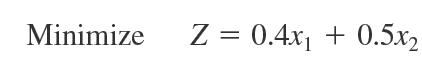 Minimize Z = 0.4x₁ + 0.5x₂